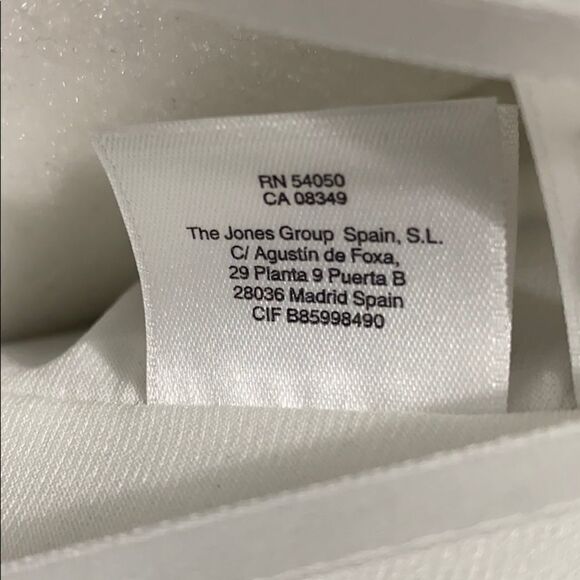 RN 54050
CA 08349
The Jones Group Spain, S.L.
C/ Agustin de Foxa,
29 Planta 9 Puerta B
28036 Madrid Spain
CIF B85998490